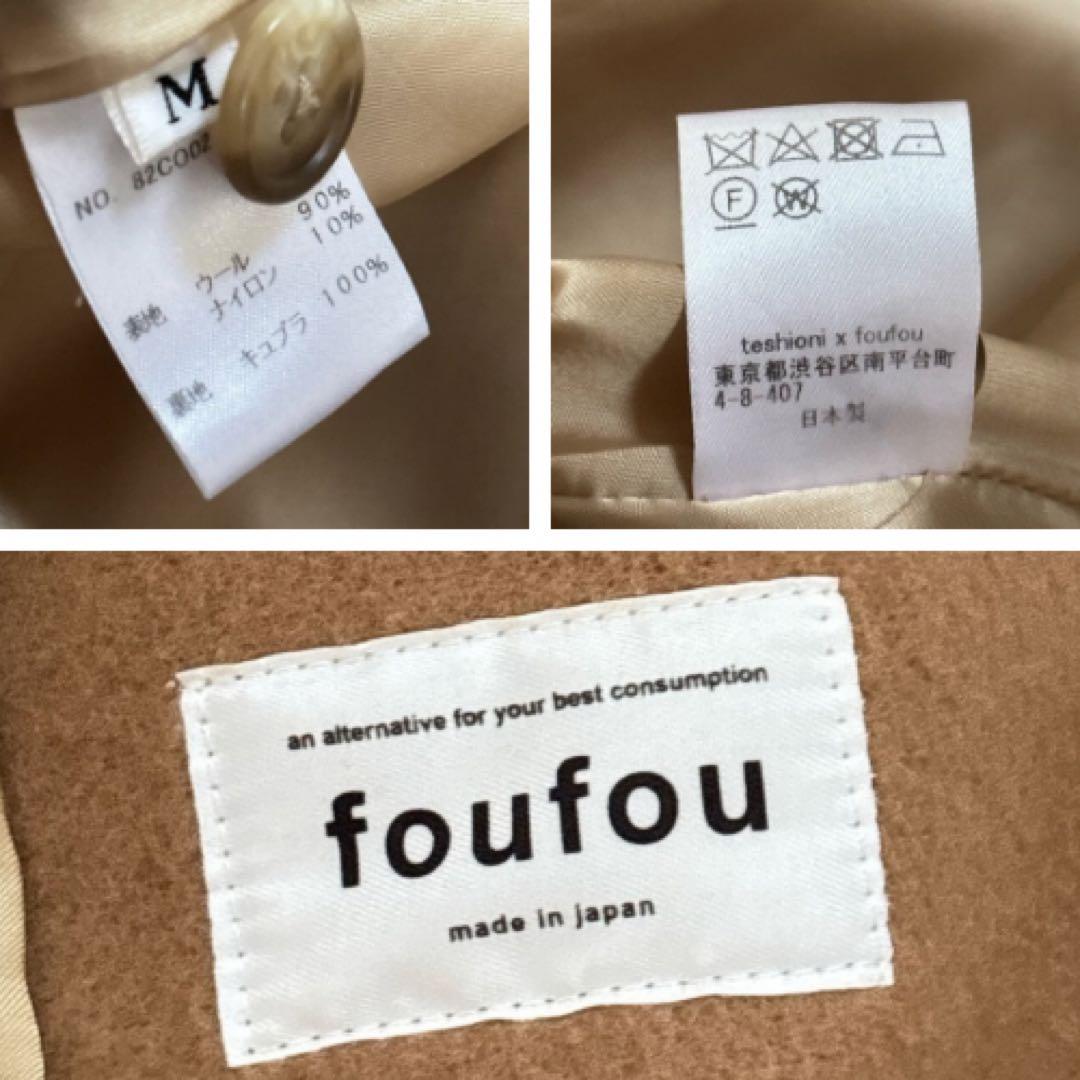 M
NO. 82CO02
90%
10%
表地 ウール
ナイロン
裏地 キュプラ 100%
F
W
teshioni x foufou
東京都渋谷区南平台町
4-8-407
日本製
an alternative for your best consumption
foufou
made in japan